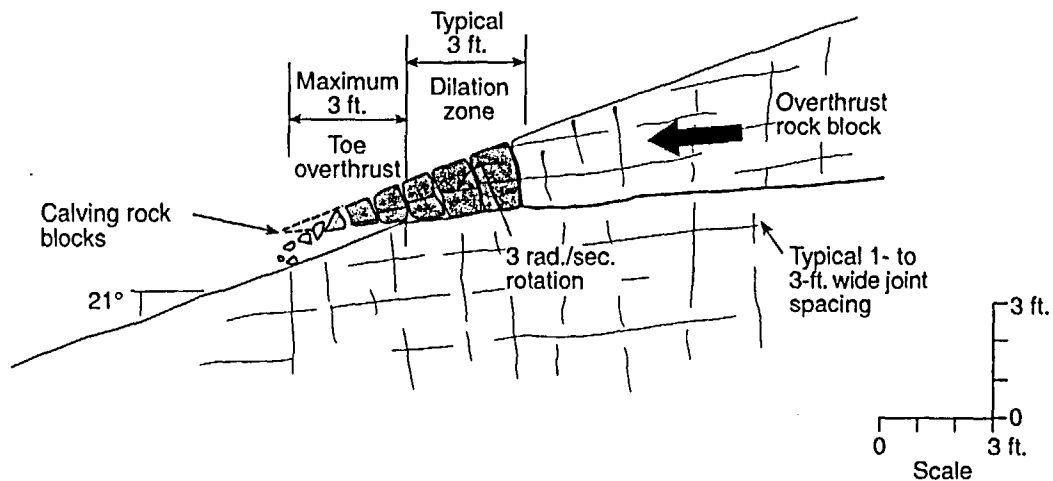 Typical
3 ft.
Maximum
3 ft.
Dilation
zone
Toe
overthrust
Overthrust
rock block
Calving rock
blocks
3 rad./sec.
rotation
Typical 1- to
3-ft. wide joint
spacing
21°
3 ft.
0
0
3 ft.
Scale